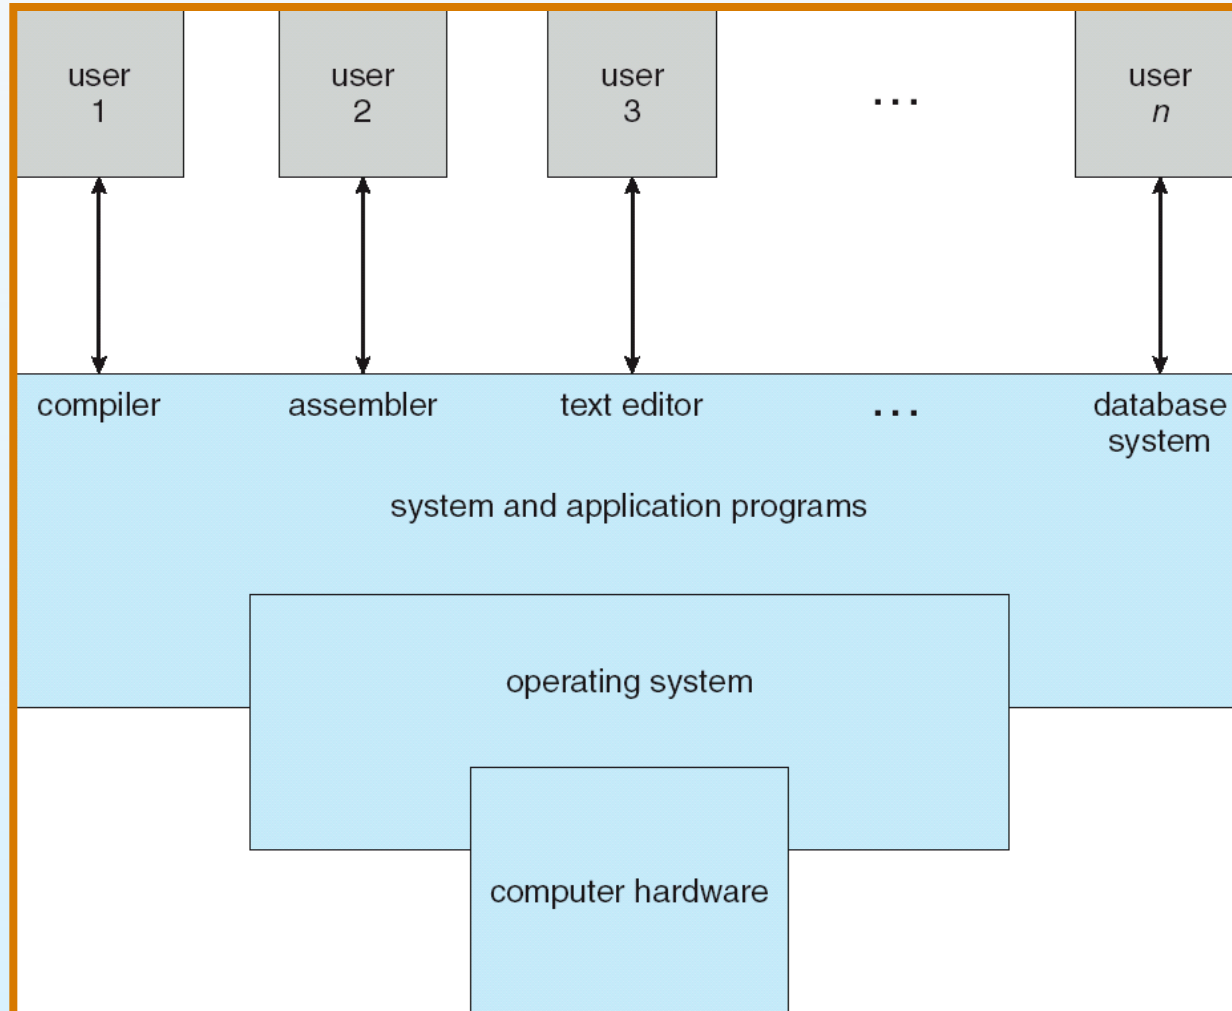 user
1
user
2
user
3
...
user
n
compiler
assembler
text editor
...
database
system
system and application programs
operating system
computer hardware